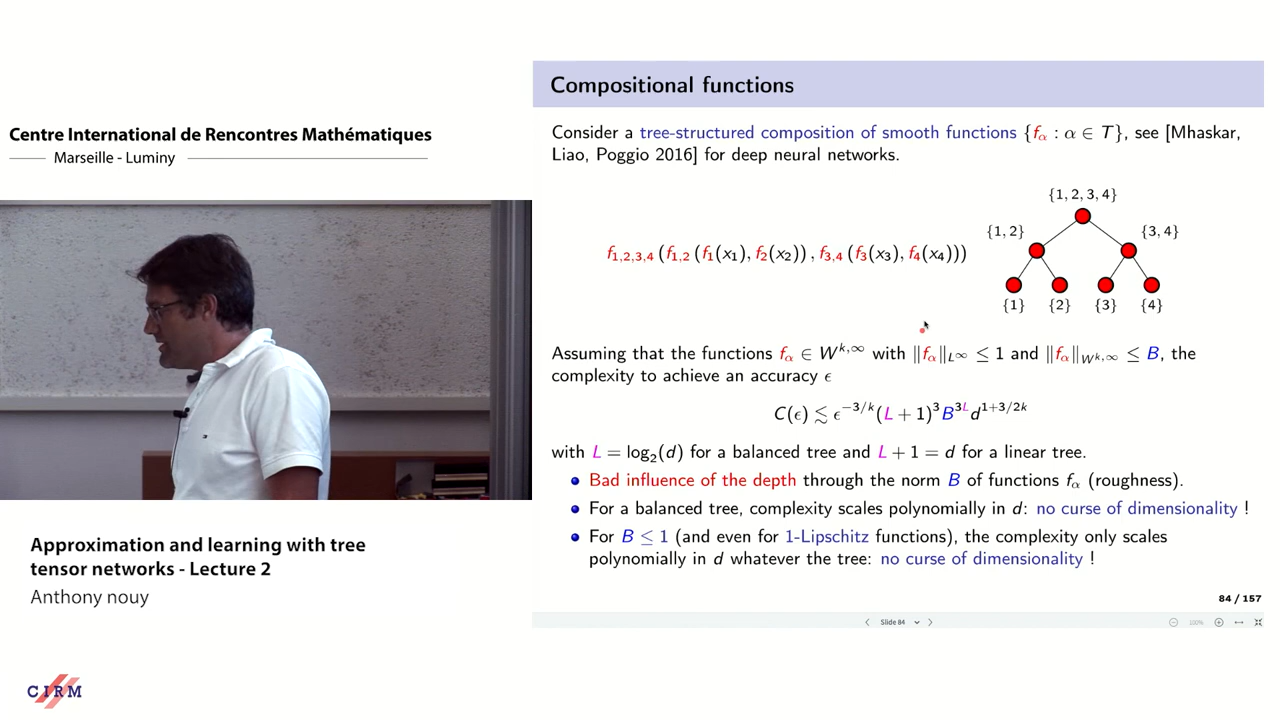 Centre International de Rencontres Mathématiques
Marseille - Luminy
Approximation and learning with tree
tensor networks - Lecture 2
Anthony nouy
CIRM
Compositional functions
Consider a tree-structured composition of smooth functions {f_α : α ∈ T}, see [Mhaskar,
Liao, Poggio 2016] for deep neural networks.
{1, 2, 3, 4}
{1, 2}
{3, 4}
f_{1,2,3,4} (f_{1,2} (f_1(x_1), f_2(x_2)) , f_{3,4} (f_3(x_3), f_4(x_4)))
{1} {2} {3} {4}
Assuming that the functions f_α ∈ W^{k,∞} with ‖f_α‖_{L^∞} ≤ 1 and ‖f_α‖_{W^{k,∞}} ≤ B, the
complexity to achieve an accuracy ϵ
C(ϵ) ≲ ϵ^{-3/k}(L + 1)^3 B^{3L} d^{1+3/2k}
with L = log_2(d) for a balanced tree and L + 1 = d for a linear tree.
Bad influence of the depth through the norm B of functions f_α (roughness).
For a balanced tree, complexity scales polynomially in d: no curse of dimensionality !
For B ≤ 1 (and even for 1-Lipschitz functions), the complexity only scales
polynomially in d whatever the tree: no curse of dimensionality !
84 / 157
Slide 84
100%